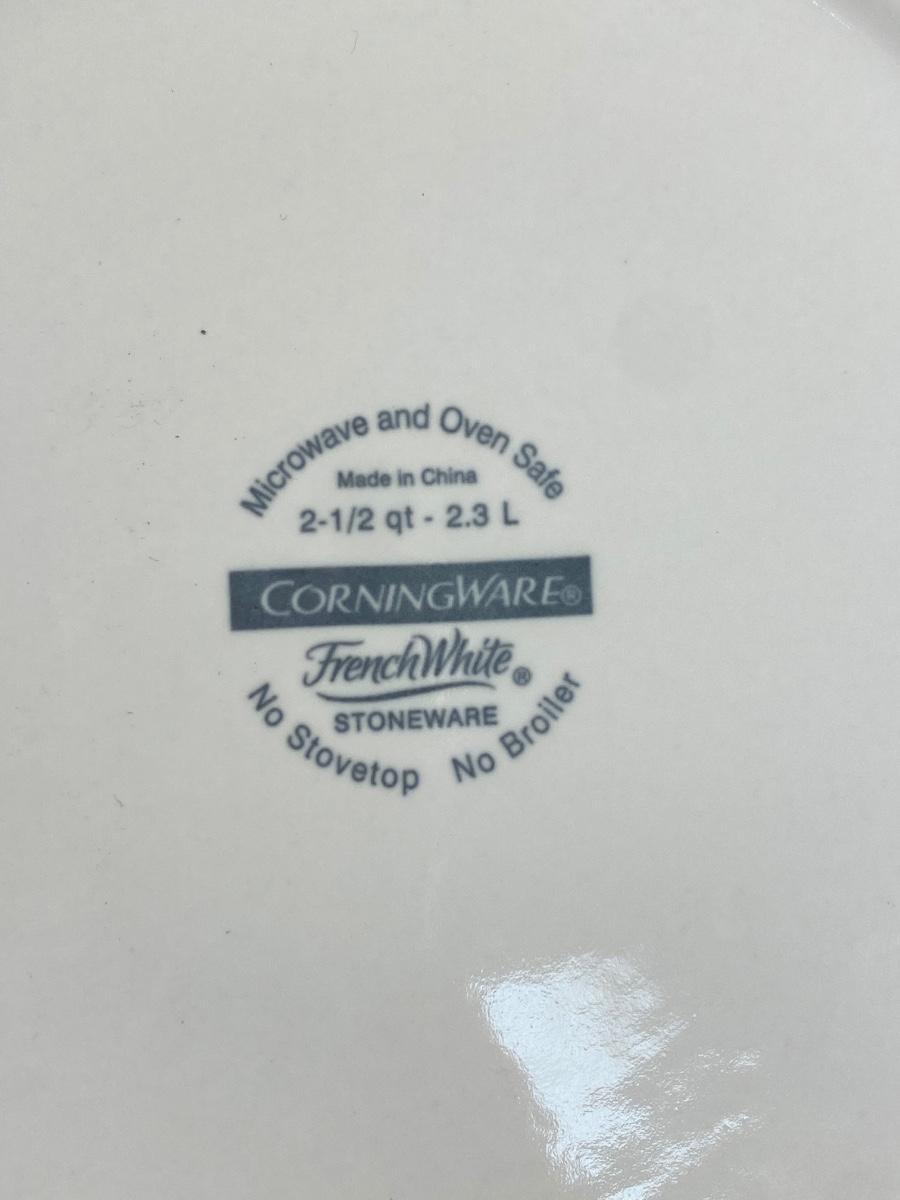 Microwave and Oven Safe
Made in China
2-1/2 qt - 2.3 L
CORNINGWARE®
FrenchWhite®
STONEWARE
No Stovetop No Broiler